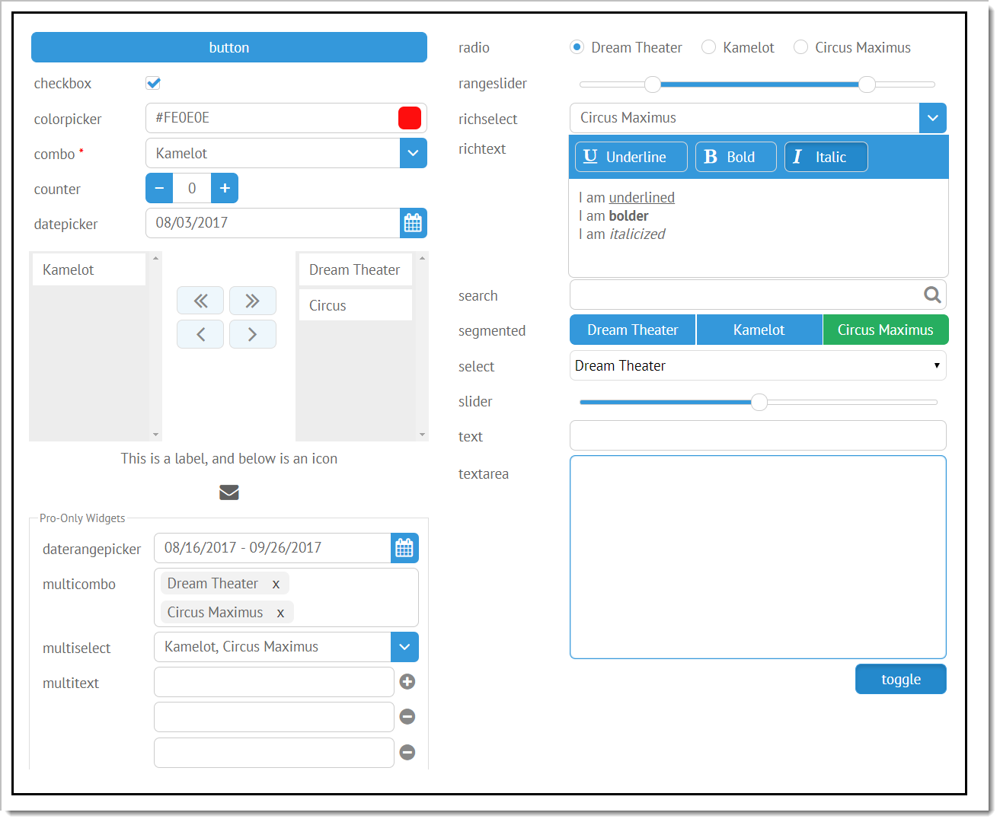 button
checkbox
colorpicker #FE0E0E
combo * Kamelot
counter − 0 +
datepicker 08/03/2017
Kamelot
Dream Theater
Circus
This is a label, and below is an icon
Pro-Only Widgets
daterangepicker 08/16/2017 - 09/26/2017
multicombo Dream Theater x
Circus Maximus x
multiselect Kamelot, Circus Maximus
multitext
radio Dream Theater Kamelot Circus Maximus
rangeslider
richselect Circus Maximus
richtext U Underline B Bold I Italic
I am underlined
I am bolder
I am italicized
search
segmented Dream Theater Kamelot Circus Maximus
select Dream Theater
slider
text
textarea
toggle